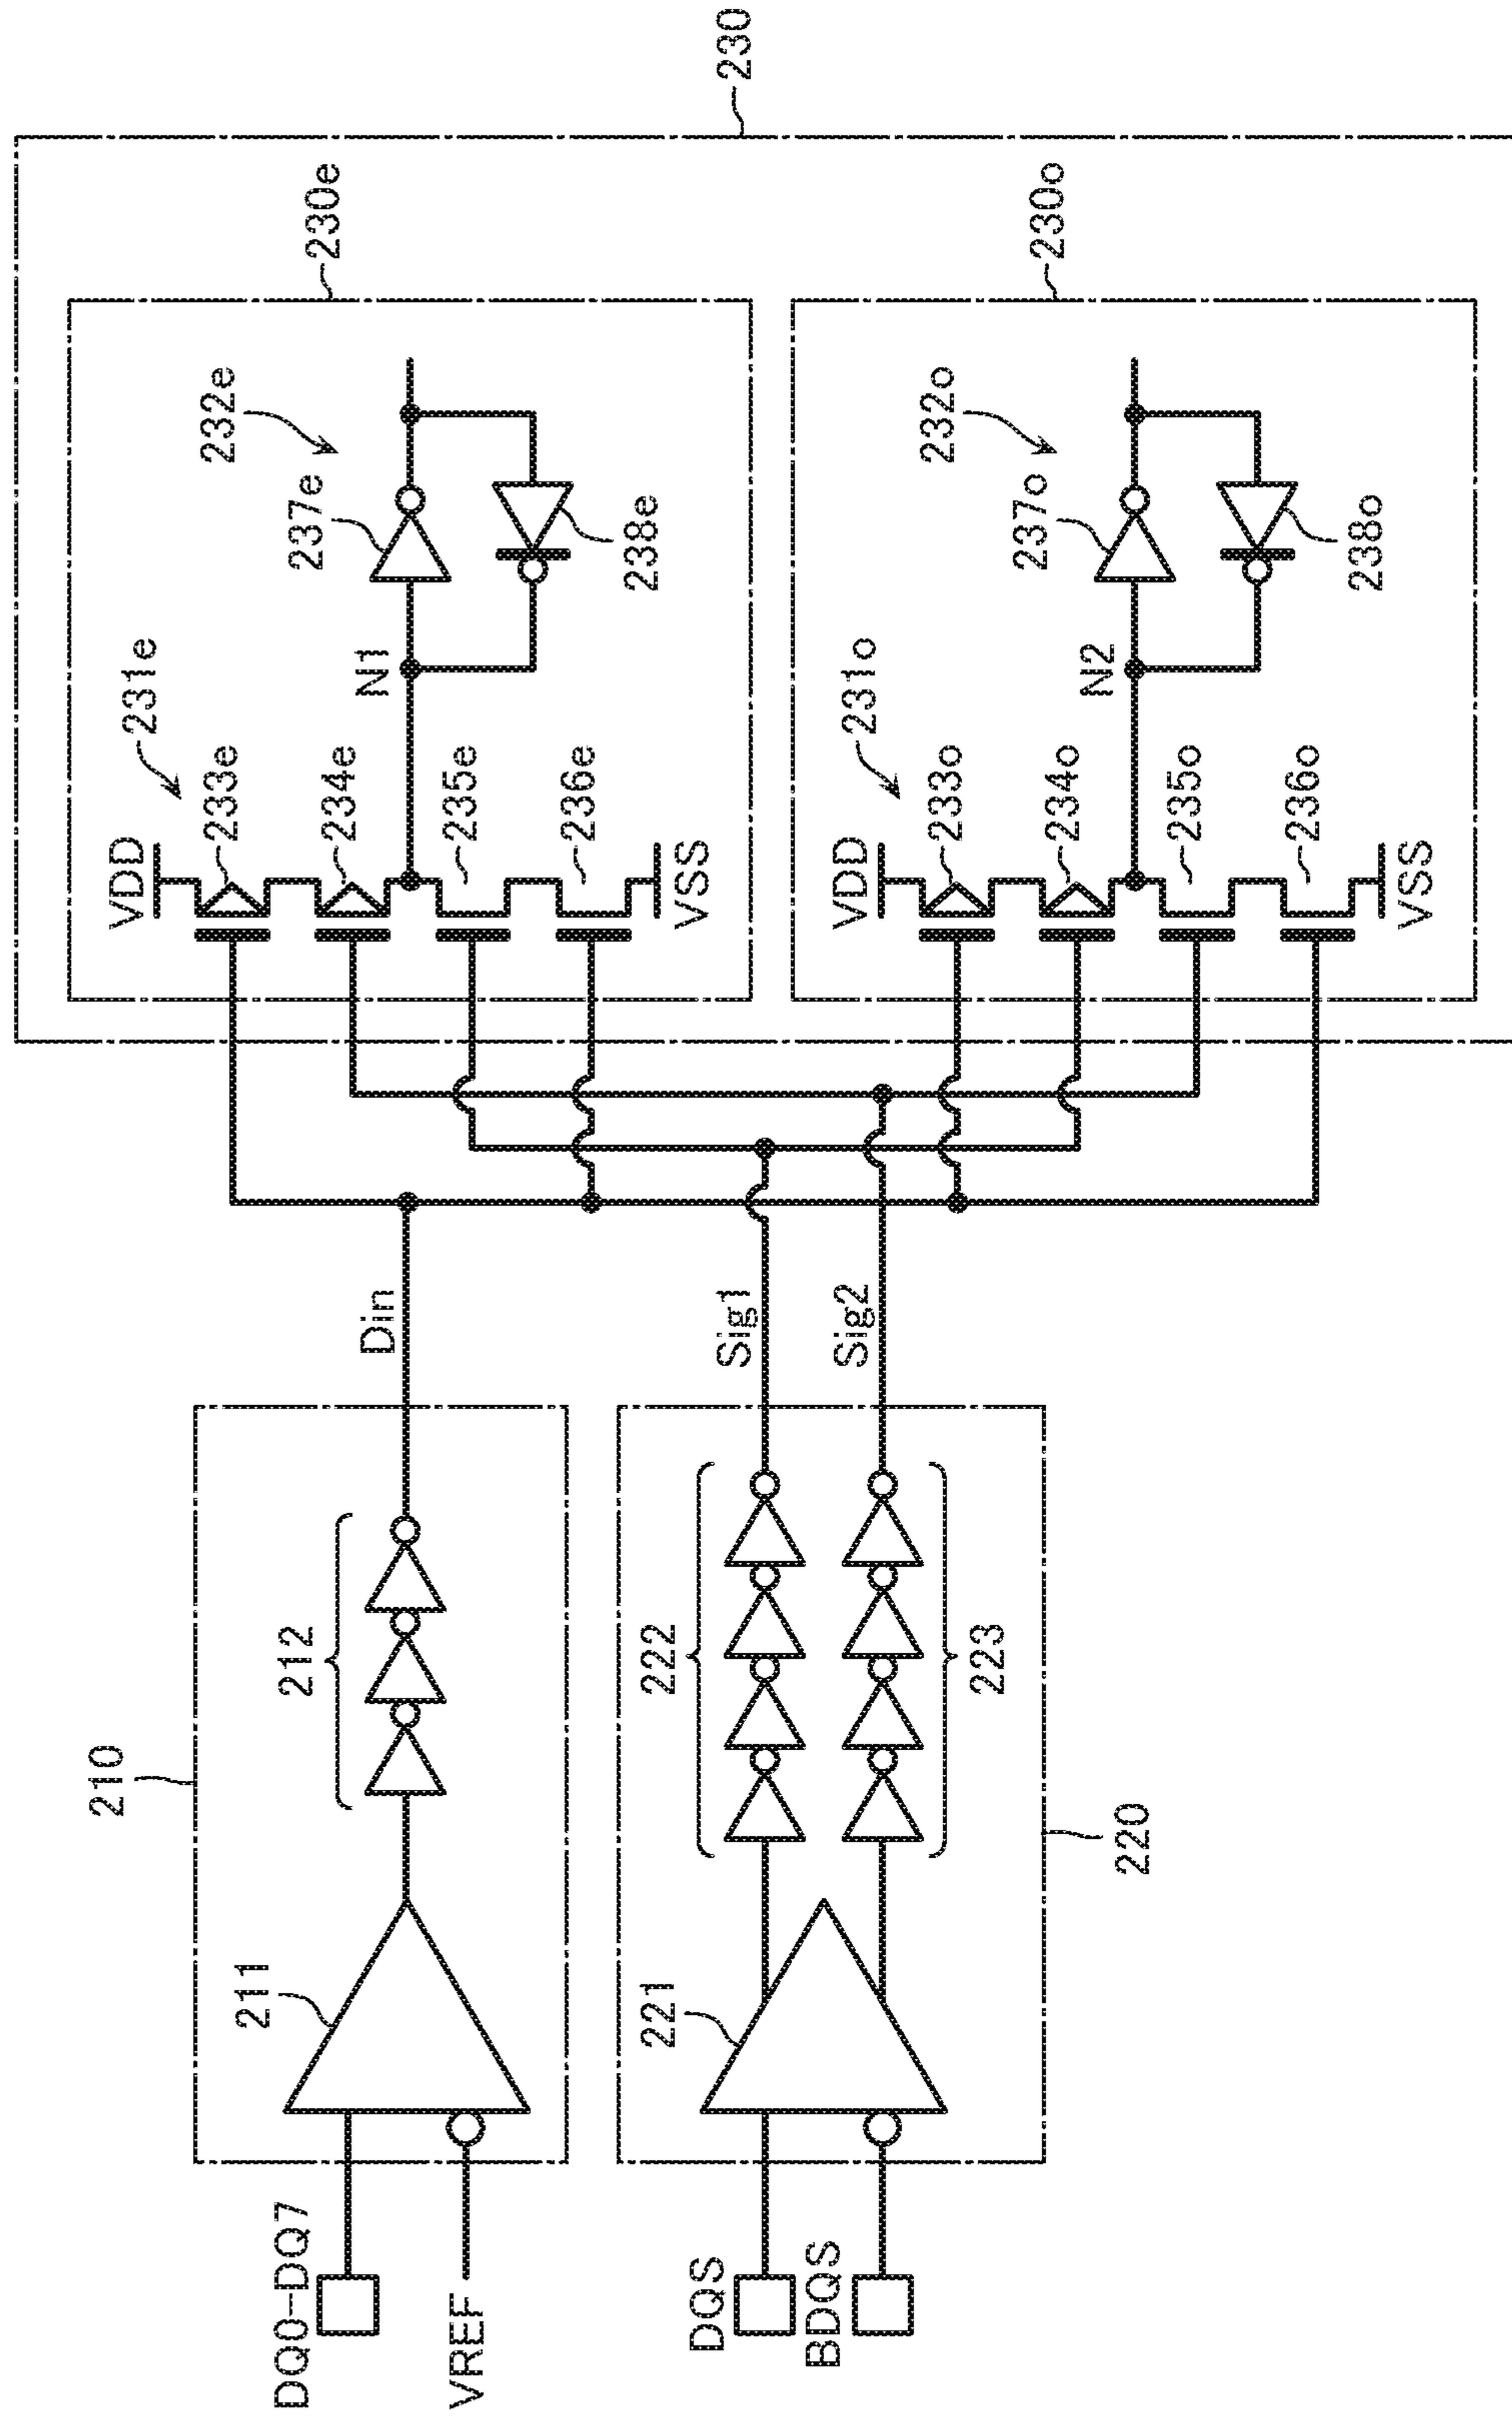 230
230e
232e
237e
238e
N1
231e
VDD
233e
234e
235e
236e
VSS
230o
232o
237o
238o
N2
231o
VDD
233o
234o
235o
236o
VSS
Din
Sig1
Sig2
210
211
212
DQ0-DQ7
VREF
220
221
222
223
DQS
BDQS